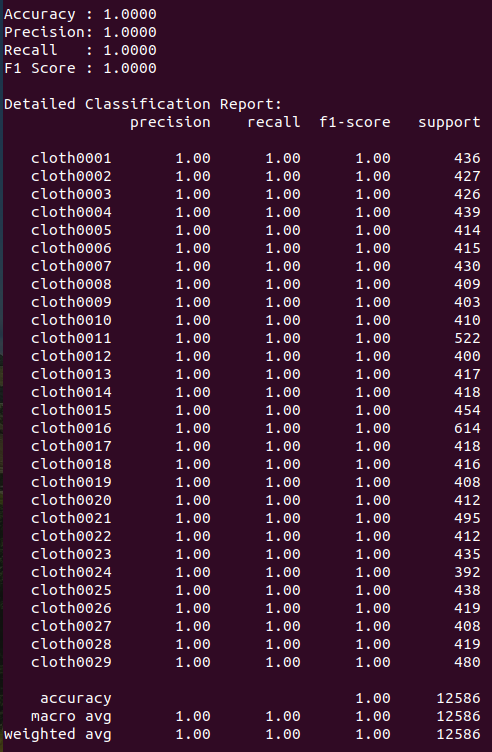 Accuracy : 1.0000
Precision: 1.0000
Recall   : 1.0000
F1 Score : 1.0000
Detailed Classification Report:
precision recall f1-score support
cloth0001 1.00 1.00 1.00 436
cloth0002 1.00 1.00 1.00 427
cloth0003 1.00 1.00 1.00 426
cloth0004 1.00 1.00 1.00 439
cloth0005 1.00 1.00 1.00 414
cloth0006 1.00 1.00 1.00 415
cloth0007 1.00 1.00 1.00 430
cloth0008 1.00 1.00 1.00 409
cloth0009 1.00 1.00 1.00 403
cloth0010 1.00 1.00 1.00 410
cloth0011 1.00 1.00 1.00 522
cloth0012 1.00 1.00 1.00 400
cloth0013 1.00 1.00 1.00 417
cloth0014 1.00 1.00 1.00 418
cloth0015 1.00 1.00 1.00 454
cloth0016 1.00 1.00 1.00 614
cloth0017 1.00 1.00 1.00 418
cloth0018 1.00 1.00 1.00 416
cloth0019 1.00 1.00 1.00 408
cloth0020 1.00 1.00 1.00 412
cloth0021 1.00 1.00 1.00 495
cloth0022 1.00 1.00 1.00 412
cloth0023 1.00 1.00 1.00 435
cloth0024 1.00 1.00 1.00 392
cloth0025 1.00 1.00 1.00 438
cloth0026 1.00 1.00 1.00 419
cloth0027 1.00 1.00 1.00 408
cloth0028 1.00 1.00 1.00 419
cloth0029 1.00 1.00 1.00 480
accuracy 1.00 12586
macro avg 1.00 1.00 1.00 12586
weighted avg 1.00 1.00 1.00 12586